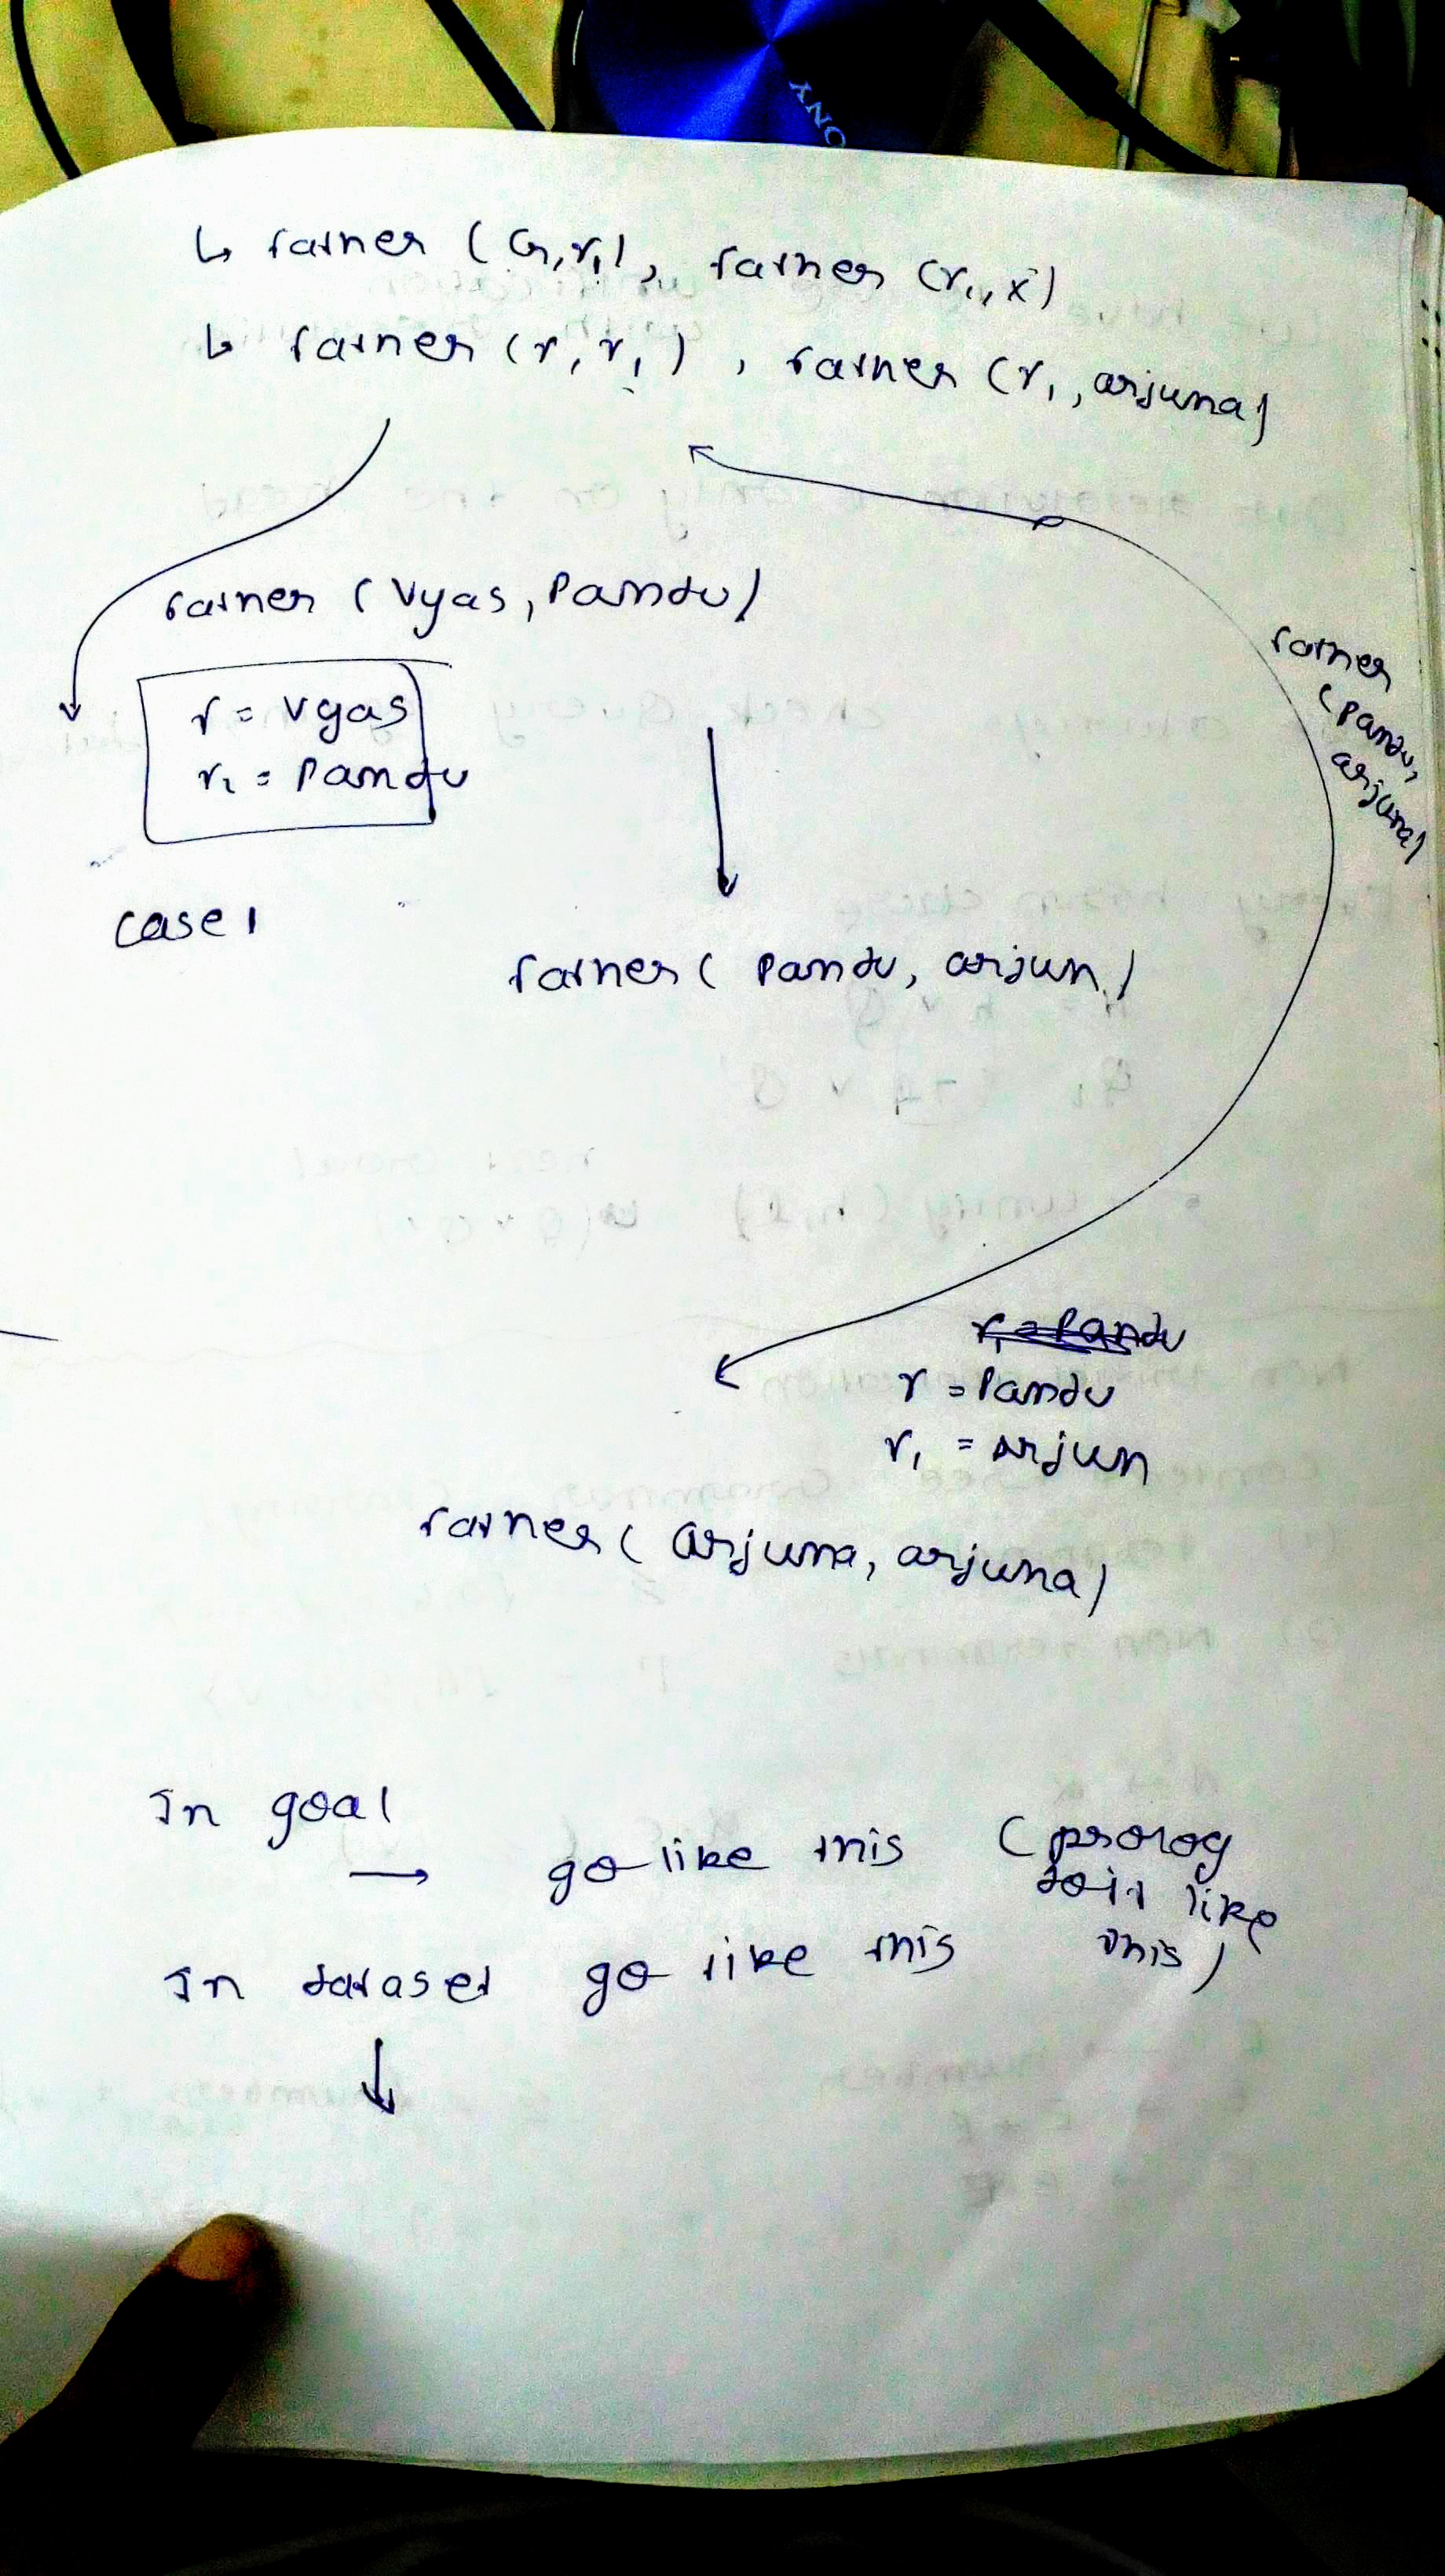 ONY
↳ father (G,r₁), father (r₁,x)
↳ father (r, r₁), father (r₁, arjuna)
father (Vyas, Pandu)
father
(Pandu,
arjuna)
r = Vyas
r₁ = Pandu
case 1
father ( Pandu, arjun )
r = Pandu
r₁ = arjun
father ( arjuna, arjuna)
In goal
→ go like this (prolog
do it like
this)
In dataset go like this
↓